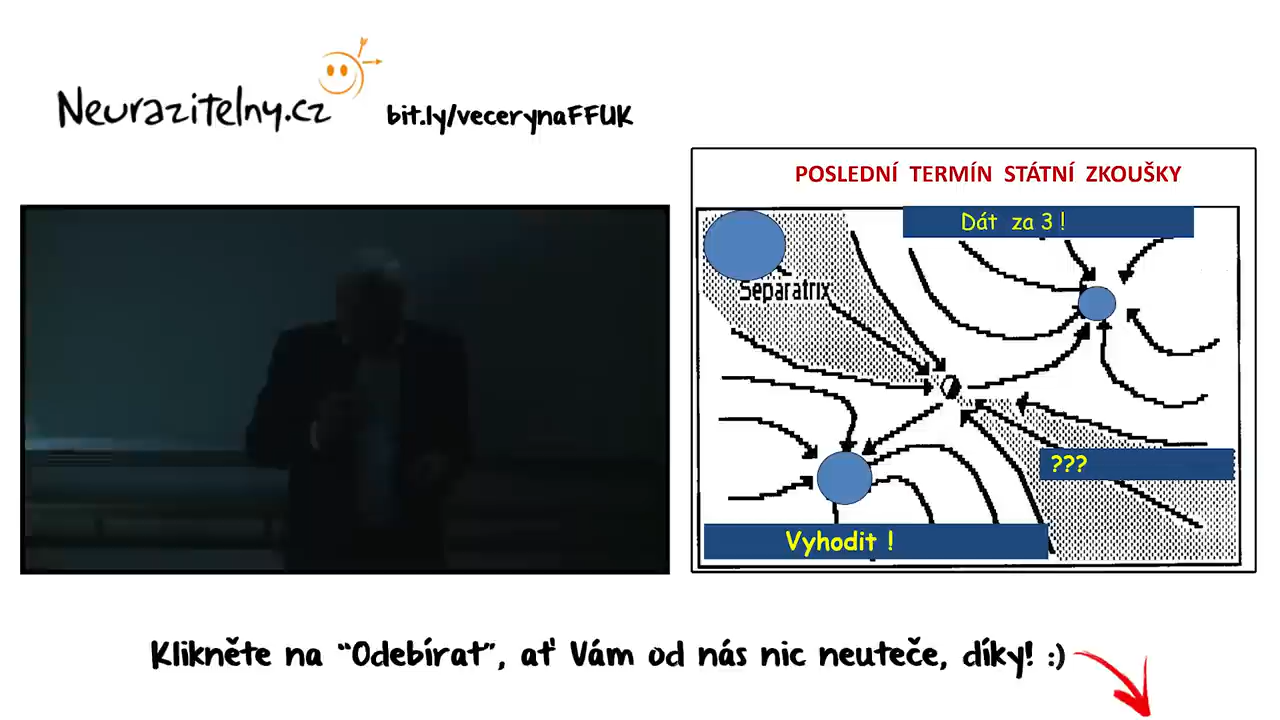 Neurazitelny.cz
bit.ly/vecerynaFFUK
POSLEDNÍ TERMÍN STÁTNÍ ZKOUŠKY
Dát za 3 !
Separatrix
???
Vyhodit !
Klikněte na “Odebírat”, ať Vám od nás nic neuteče, díky! :)